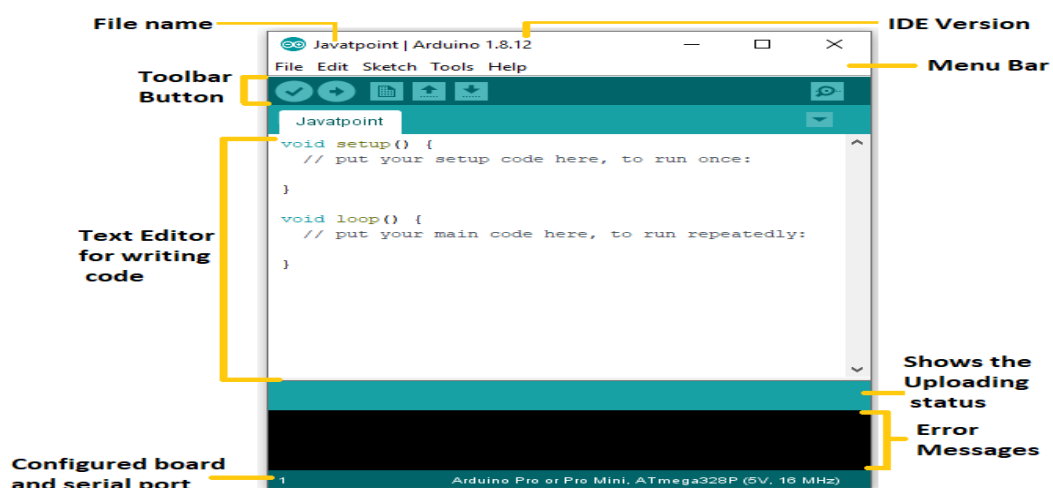 File name
IDE Version
Javatpoint | Arduino 1.8.12
File Edit Sketch Tools Help
Menu Bar
Toolbar
Button
Javatpoint
void setup() {
// put your setup code here, to run once:
}
void loop() {
// put your main code here, to run repeatedly:
}
Text Editor
for writing
code
Shows the
Uploading
status
Error
Messages
Configured board
and serial port
1
Arduino Pro or Pro Mini, ATmega328P (5V, 16 MHz)